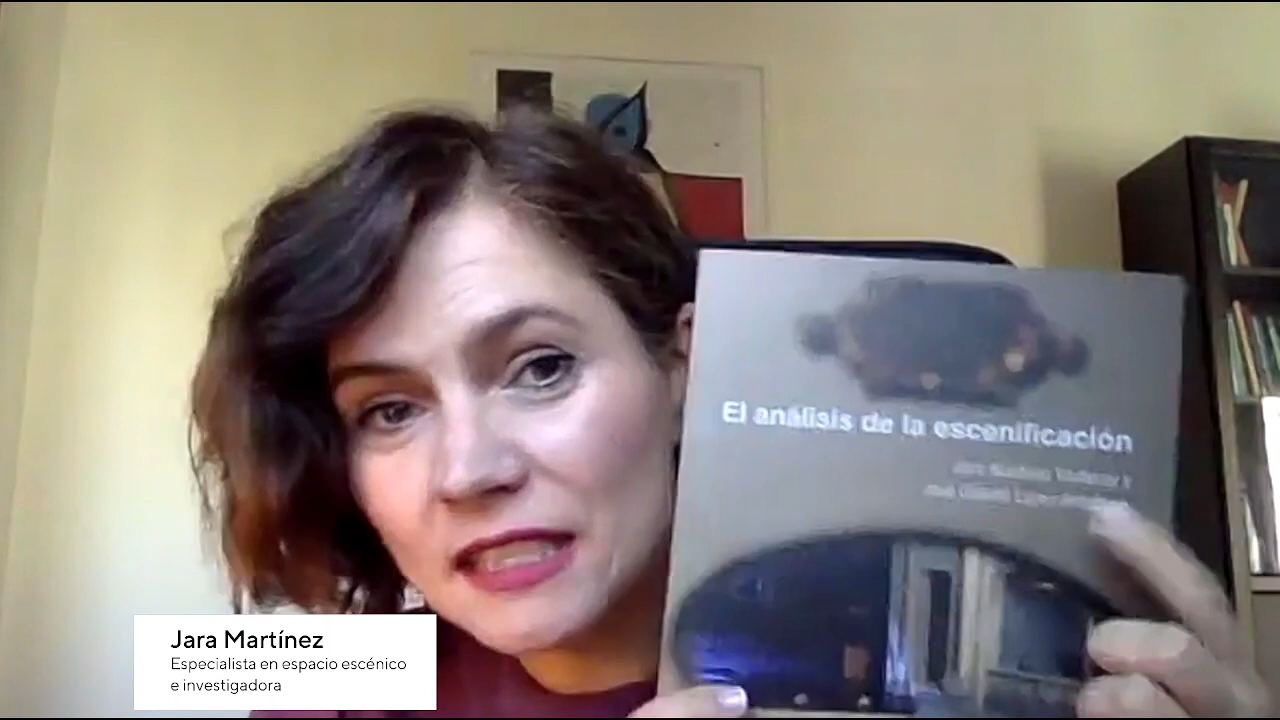 El análisis de la escenificación
Jara Martínez
Especialista en espacio escénico
e investigadora